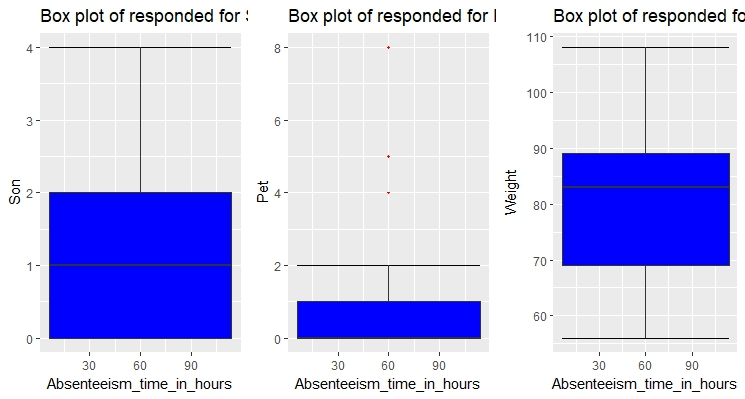 Box plot of responded for S
Son
4
3
2
1
0
30 60 90
Absenteeism_time_in_hours
Box plot of responded for
Pet
8
6
4
2
0
30 60 90
Absenteeism_time_in_hours
Box plot of responded fo
Weight
110
100
90
80
70
60
30 60 90
Absenteeism_time_in_hours